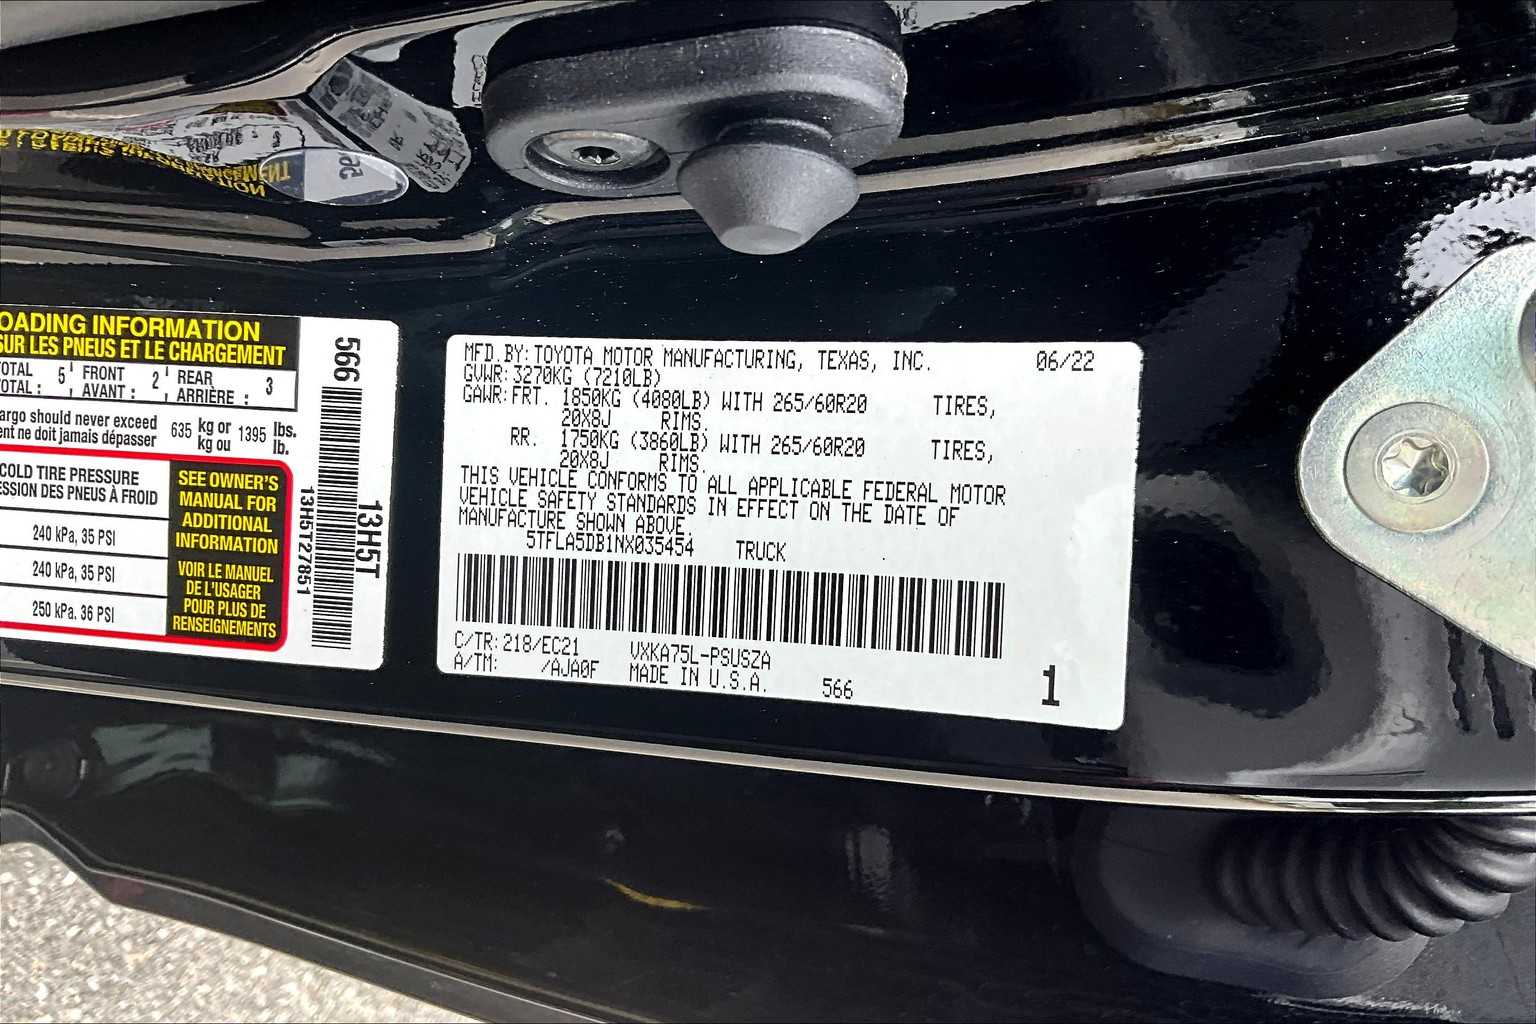 OADING INFORMATION
SUR LES PNEUS ET LE CHARGEMENT
OTAL 5 FRONT 2 REAR 3
TOTAL : AVANT : ARRIÈRE :
argo should never exceed 635 kg or 1395 lbs.
ent ne doit jamais dépasser kg ou lb.
COLD TIRE PRESSURE
ESSION DES PNEUS À FROID
240 kPa, 35 PSI
240 kPa, 35 PSI
250 kPa, 36 PSI
SEE OWNER'S
MANUAL FOR
ADDITIONAL
INFORMATION
VOIR LE MANUEL
DE L'USAGER
POUR PLUS DE
RENSEIGNEMENTS
566
13H5T
13H5T27851
MFD.BY:TOYOTA MOTOR MANUFACTURING, TEXAS, INC. 06/22
GVWR:3270KG (7210LB)
GAWR:FRT. 1850KG (4080LB) WITH 265/60R20 TIRES,
20X8J RIMS.
RR. 1750KG (3860LB) WITH 265/60R20 TIRES,
20X8J RIMS.
THIS VEHICLE CONFORMS TO ALL APPLICABLE FEDERAL MOTOR
VEHICLE SAFETY STANDARDS IN EFFECT ON THE DATE OF
MANUFACTURE SHOWN ABOVE.
5TFLA5DB1NX035454 TRUCK
C/TR:218/EC21 VXKA75L-PSUSZA
A/TM: /AJA0F MADE IN U.S.A. 566
1